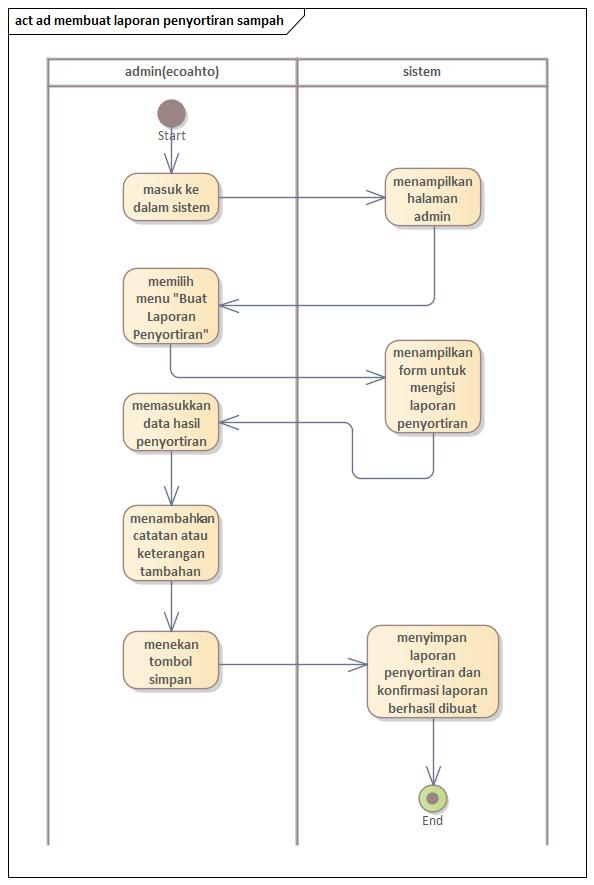 act ad membuat laporan penyortiran sampah
admin(ecoahto)
sistem
Start
masuk ke
dalam sistem
menampilkan
halaman
admin
memilih
menu "Buat
Laporan
Penyortiran"
menampilkan
form untuk
mengisi
laporan
penyortiran
memasukkan
data hasil
penyortiran
menambahkan
catatan atau
keterangan
tambahan
menekan
tombol
simpan
menyimpan
laporan
penyortiran dan
konfirmasi laporan
berhasil dibuat
End